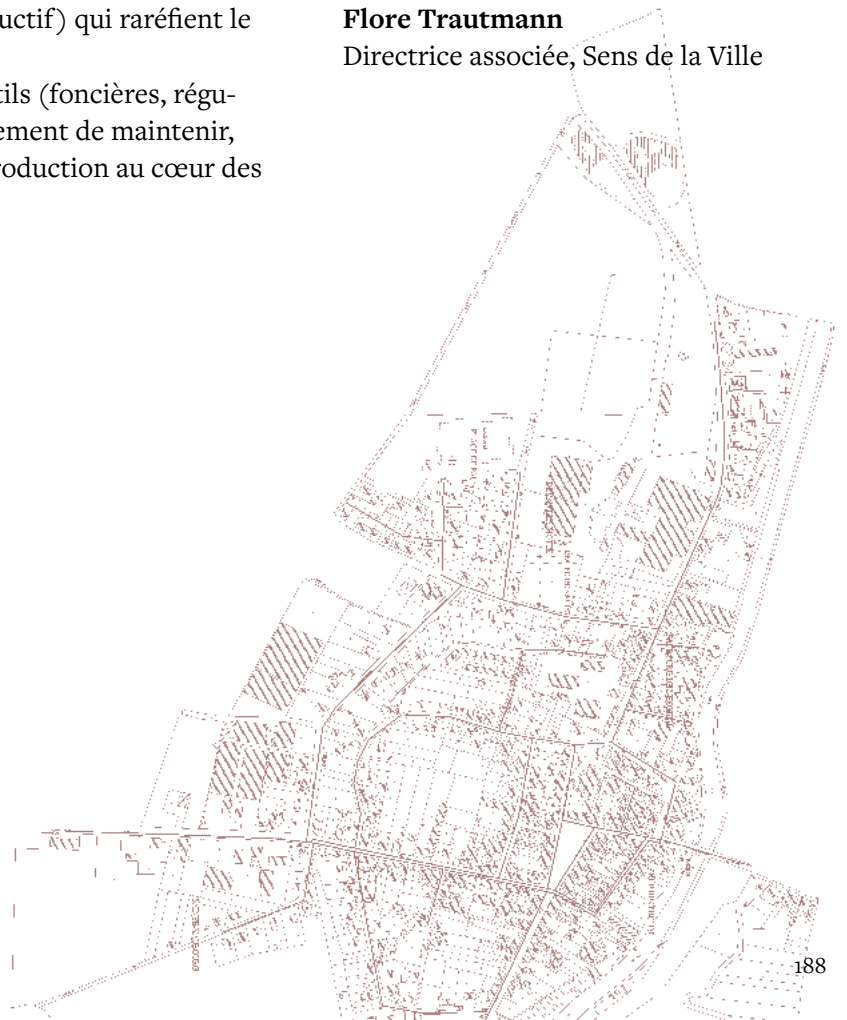 uctif) qui raréfient le
tils (foncières, régu-
ement de maintenir,
roduction au cœur des
Flore Trautmann
Directrice associée, Sens de la Ville
188